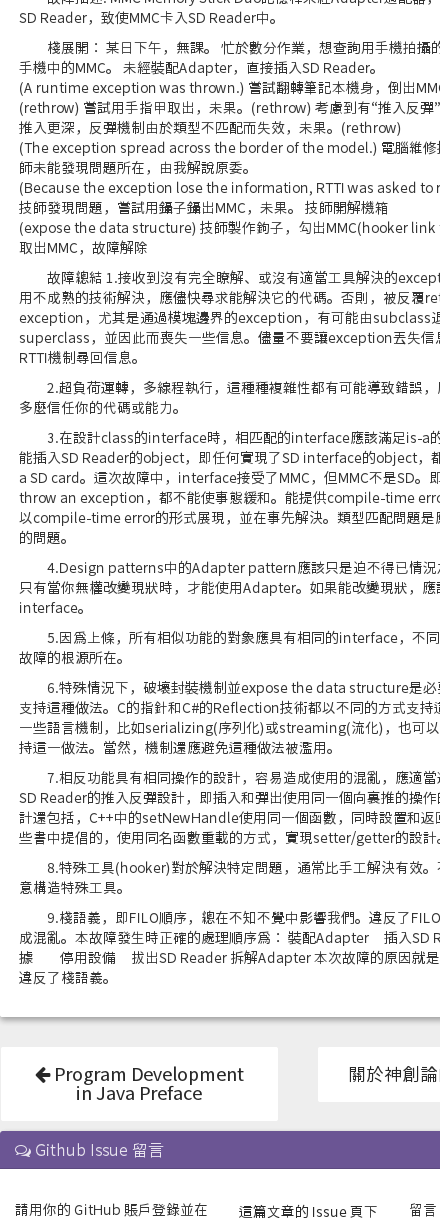 SD Reader，致使MMC卡入SD Reader中。
棧展開： 某日下午，無課。 忙於數分作業，想查詢用手機拍攝的
手機中的MMC。 未經裝配Adapter，直接插入SD Reader。
(A runtime exception was thrown.) 嘗試翻轉筆記本機身，倒出MMC
(rethrow) 嘗試用手指甲取出，未果。(rethrow) 考慮到有“推入反彈”
推入更深，反彈機制由於類型不匹配而失效，未果。(rethrow)
(The exception spread across the border of the model.) 電腦維修技
師未能發現問題所在，由我解說原委。
(Because the exception lose the information, RTTI was asked to r
技師發現問題，嘗試用鑷子鑷出MMC，未果。 技師開解機箱
(expose the data structure) 技師製作鉤子，勾出MMC(hooker link
取出MMC，故障解除
故障總結 1.接收到沒有完全瞭解、或沒有適當工具解決的except
用不成熟的技術解決，應儘快尋求能解決它的代碼。否則，被反覆ret
exception，尤其是通過模塊邊界的exception，有可能由subclass退
superclass，並因此而喪失一些信息。儘量不要讓exception丟失信息
RTTI機制尋回信息。
2.超負荷運轉，多線程執行，這種種複雜性都有可能導致錯誤，
多麼信任你的代碼或能力。
3.在設計class的interface時，相匹配的interface應該滿足is-a的
能插入SD Reader的object，即任何實現了SD interface的object，都
a SD card。這次故障中，interface接受了MMC，但MMC不是SD。即
throw an exception，都不能使事態緩和。能提供compile-time erro
以compile-time error的形式展現，並在事先解決。類型匹配問題是
的問題。
4.Design patterns中的Adapter pattern應該只是迫不得已情況
只有當你無權改變現狀時，才能使用Adapter。如果能改變現狀，應
interface。
5.因爲上條，所有相似功能的對象應具有相同的interface，不同
故障的根源所在。
6.特殊情況下，破壞封裝機制並expose the data structure是必
支持這種做法。C的指針和C#的Reflection技術都以不同的方式支持這
一些語言機制，比如serializing(序列化)或streaming(流化)，也可以
持這一做法。當然，機制還應避免這種做法被濫用。
7.相反功能具有相同操作的設計，容易造成使用的混亂，應適當
SD Reader的推入反彈設計，即插入和彈出使用同一個向裏推的操作的
計還包括，C++中的setNewHandle使用同一個函數，同時設置和返
些書中提倡的，使用同名函數重載的方式，實現setter/getter的設計。
8.特殊工具(hooker)對於解決特定問題，通常比手工解決有效。
意構造特殊工具。
9.棧語義，即FILO順序，總在不知不覺中影響我們。違反了FILO
成混亂。本故障發生時正確的處理順序爲： 裝配Adapter 插入SD R
據 停用設備 拔出SD Reader 拆解Adapter 本次故障的原因就是
違反了棧語義。
Program Development
in Java Preface
關於神創論
Github Issue 留言
請用你的 GitHub 賬戶登錄並在
這篇文章的 Issue 頁下
留言